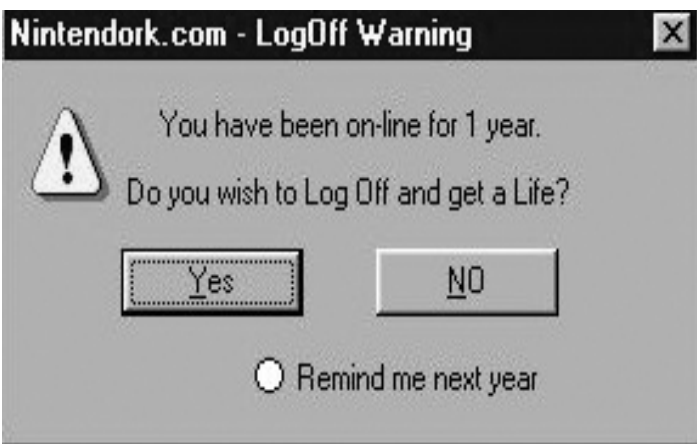 Nintendork.com - LogOff Warning
You have been on-line for 1 year.
Do you wish to Log Off and get a Life?
Yes NO
Remind me next year